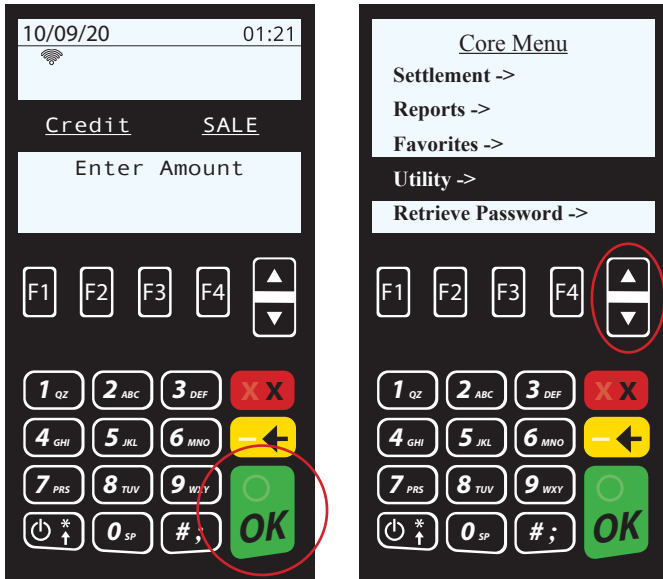 10/09/20 01:21
Credit SALE
Enter Amount
F1 F2 F3 F4
1 QZ 2 ABC 3 DEF X X
4 GHI 5 JKL 6 MNO
7 PRS 8 TUV 9 WXY
* 0 SP # ; OK
Core Menu
Settlement ->
Reports ->
Favorites ->
Utility ->
Retrieve Password ->
F1 F2 F3 F4
1 QZ 2 ABC 3 DEF X X
4 GHI 5 JKL 6 MNO
7 PRS 8 TUV 9 WXY
* 0 SP # ; OK